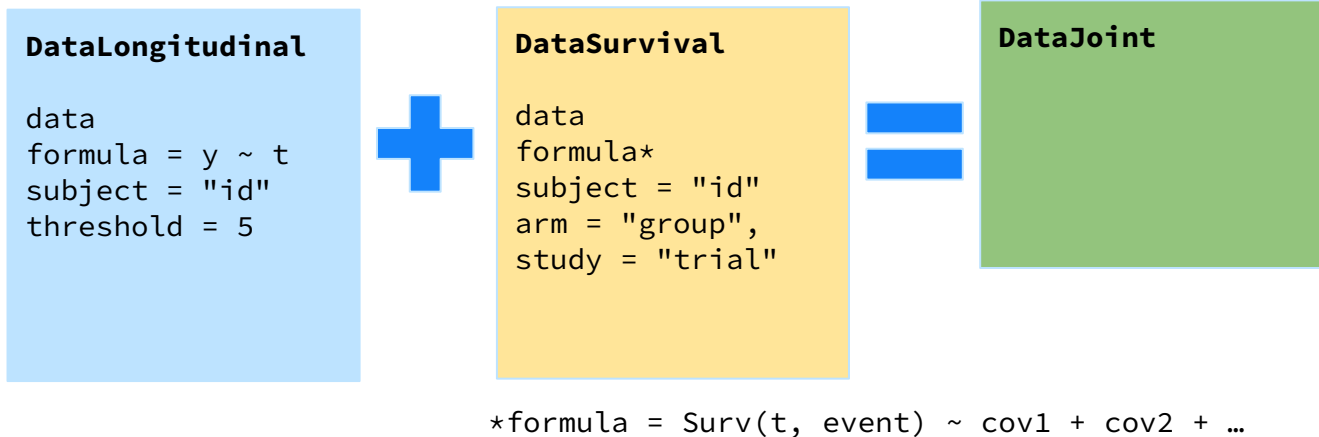 DataLongitudinal
data
formula = y ~ t
subject = "id"
threshold = 5
DataSurvival
data
formula*
subject = "id"
arm = "group",
study = "trial"
DataJoint
*formula = Surv(t, event) ~ cov1 + cov2 + …